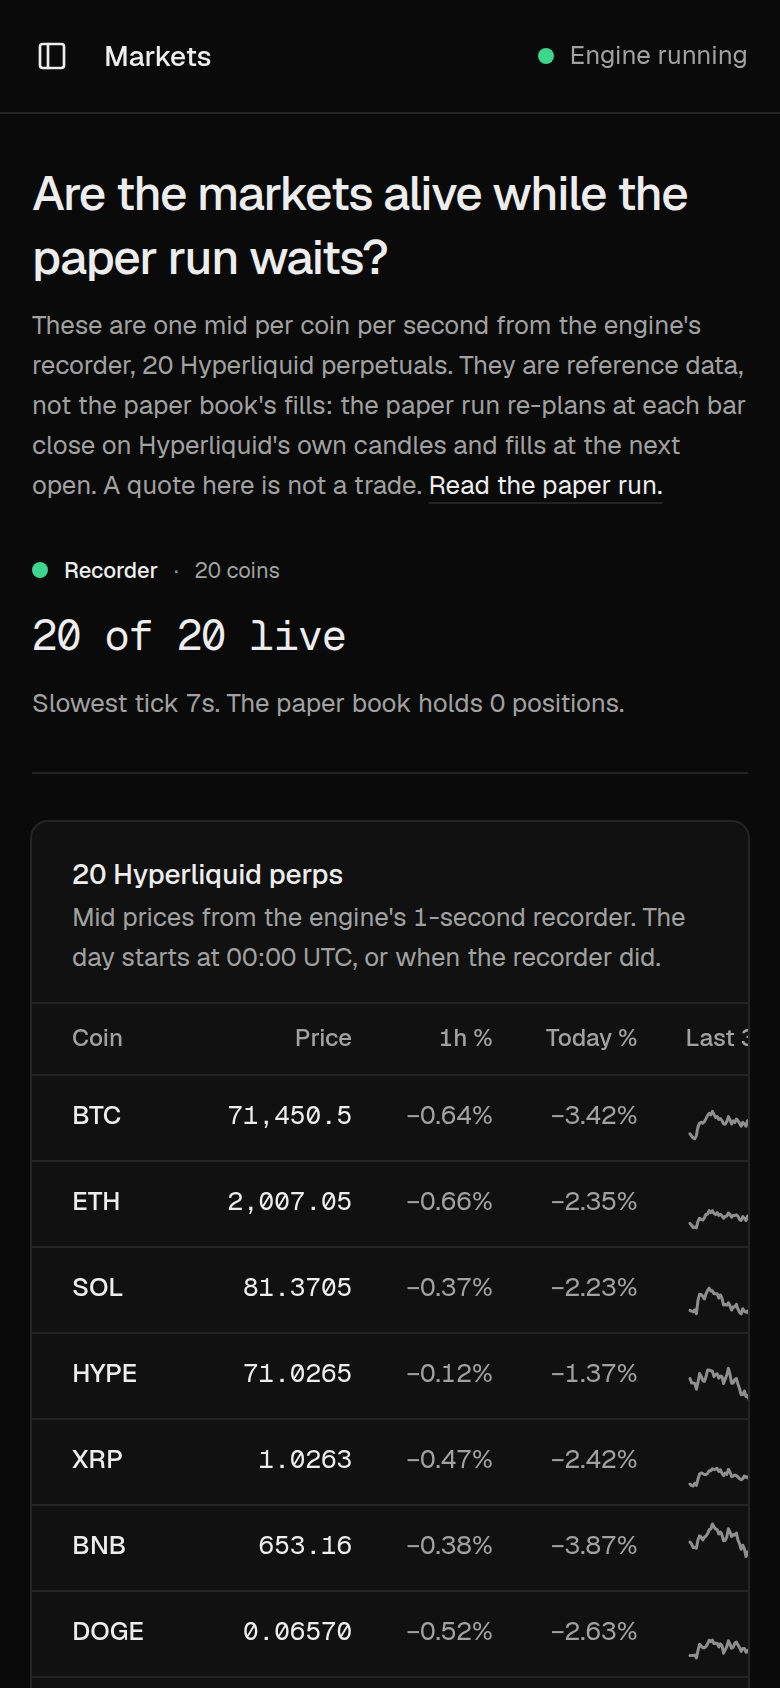 Markets
Engine running
Are the markets alive while the
paper run waits?
These are one mid per coin per second from the engine's
recorder, 20 Hyperliquid perpetuals. They are reference data,
not the paper book's fills: the paper run re-plans at each bar
close on Hyperliquid's own candles and fills at the next
open. A quote here is not a trade. Read the paper run.
Recorder · 20 coins
20 of 20 live
Slowest tick 7s. The paper book holds 0 positions.
20 Hyperliquid perps
Mid prices from the engine's 1-second recorder. The
day starts at 00:00 UTC, or when the recorder did.
Coin Price 1h % Today % Last
BTC 71,450.5 −0.64% −3.42%
ETH 2,007.05 −0.66% −2.35%
SOL 81.3705 −0.37% −2.23%
HYPE 71.0265 −0.12% −1.37%
XRP 1.0263 −0.47% −2.42%
BNB 653.16 −0.38% −3.87%
DOGE 0.06570 −0.52% −2.63%